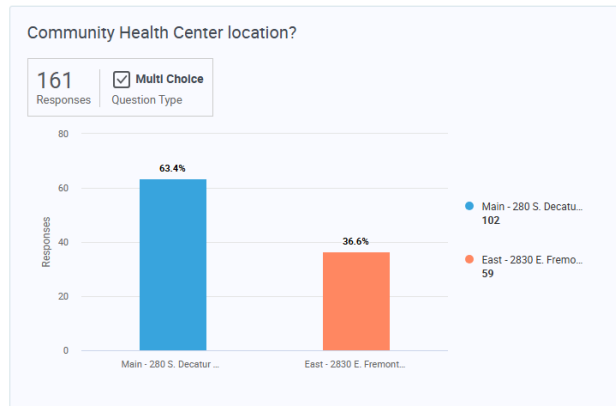 Community Health Center location?
161
Responses
Multi Choice
Question Type
80
60
40
20
0
Responses
63.4%
36.6%
Main - 280 S. Decatur ...
East - 2830 E. Fremont...
Main - 280 S. Decatu...
102
East - 2830 E. Fremo...
59